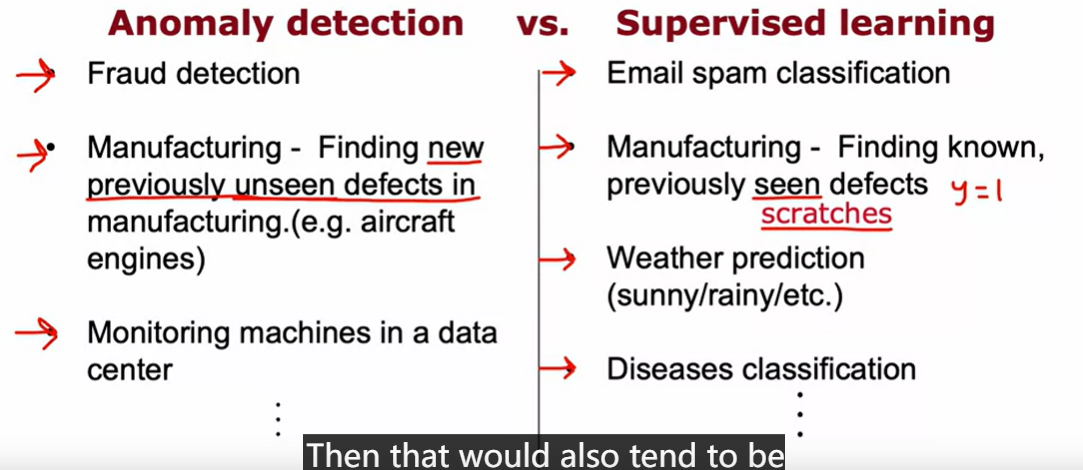 Anomaly detection vs. Supervised learning
• Fraud detection
• Manufacturing - Finding new
previously unseen defects in
manufacturing.(e.g. aircraft
engines)
• Monitoring machines in a data
center
⋮
• Email spam classification
• Manufacturing - Finding known,
previously seen defects y=1
scratches
• Weather prediction
(sunny/rainy/etc.)
• Diseases classification
⋮
Then that would also tend to be